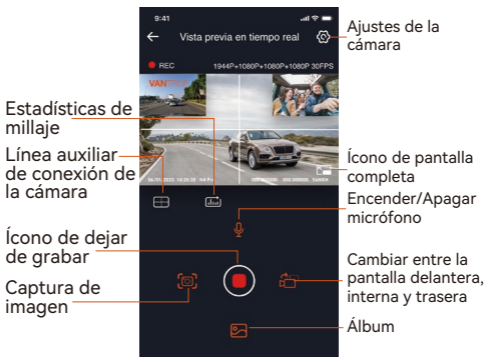 9:41
Vista previa en tiempo real
Ajustes de la
cámara
REC
1944P+1080P+1080P+1080P 30FPS
VAN
Estadísticas de
millaje
Línea auxiliar
de conexión de
la cámara
Ícono de pantalla
completa
Encender/Apagar
micrófono
Ícono de dejar
de grabar
Cambiar entre la
pantalla delantera,
interna y trasera
Captura de
imagen
Álbum